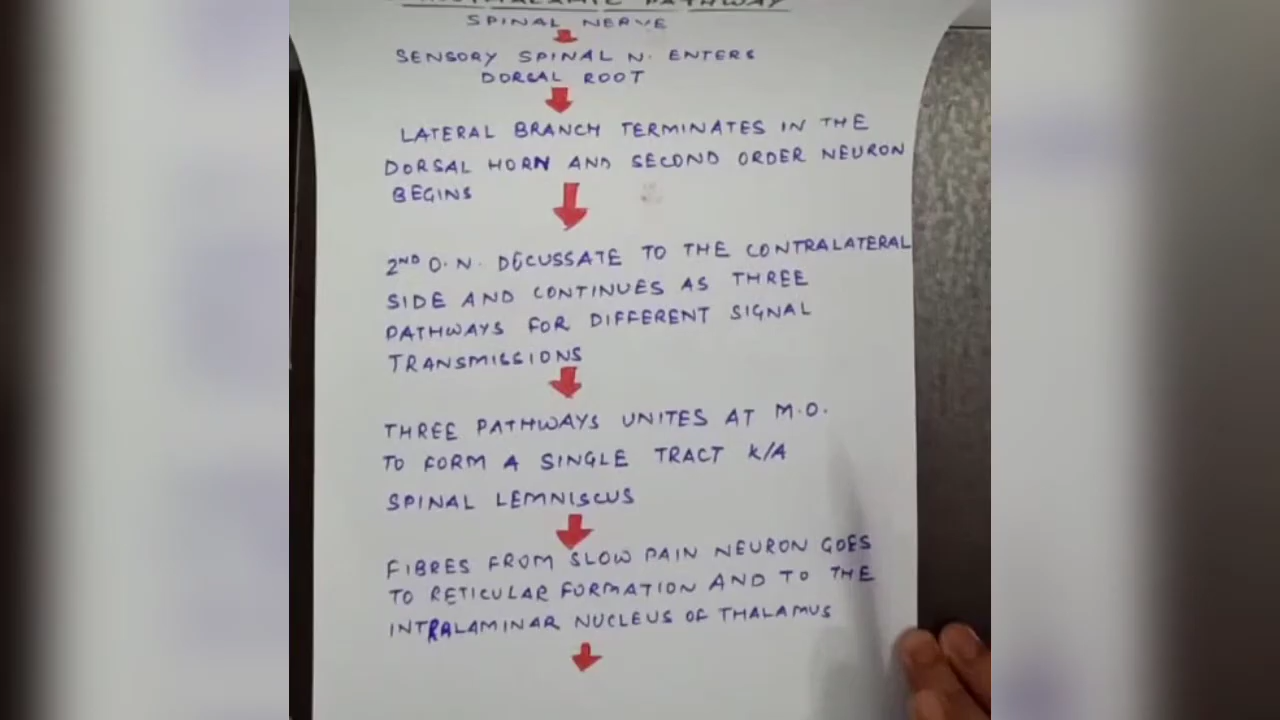 PATHWAY
SPINAL NERVE
SENSORY SPINAL N. ENTERS
DORSAL ROOT
LATERAL BRANCH TERMINATES IN THE
DORSAL HORN AND SECOND ORDER NEURON
BEGINS
2ND O.N. DECUSSATE TO THE CONTRALATERAL
SIDE AND CONTINUES AS THREE
PATHWAYS FOR DIFFERENT SIGNAL
TRANSMISSIONS
THREE PATHWAYS UNITES AT M.O.
TO FORM A SINGLE TRACT K/A
SPINAL LEMNISCUS
FIBRES FROM SLOW PAIN NEURON GOES
TO RETICULAR FORMATION AND TO THE
INTRALAMINAR NUCLEUS OF THALAMUS